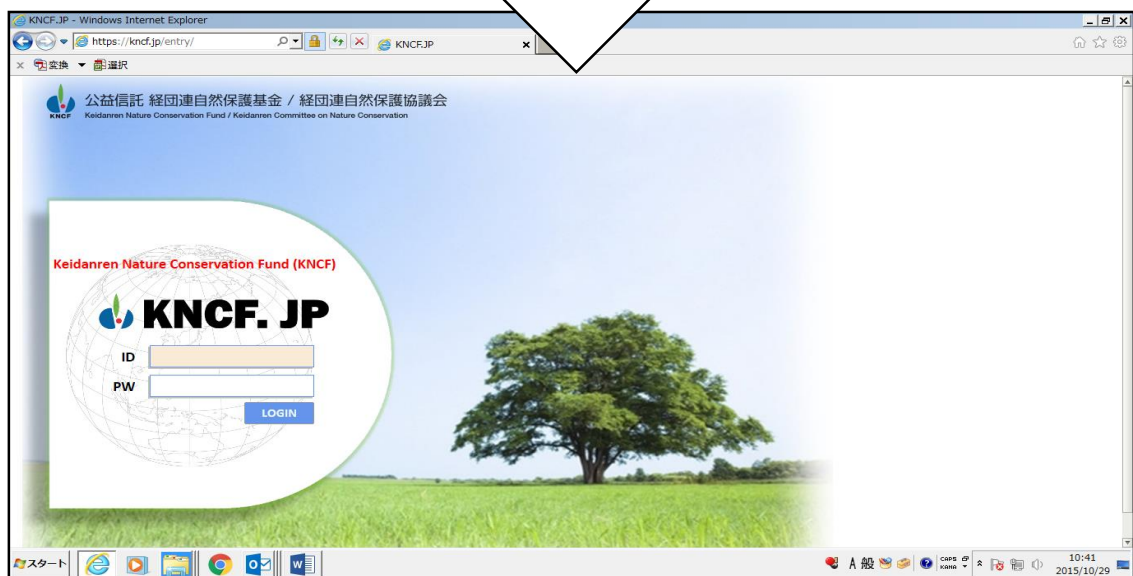 KNCF.JP - Windows Internet Explorer
https://kncf.jp/entry/
KNCF.JP
× 変換 ▼ 選択
公益信託 経団連自然保護基金 / 経団連自然保護協議会
KNCF
Keidanren Nature Conservation Fund / Keidanren Committee on Nature Conservation
Keidanren Nature Conservation Fund (KNCF)
KNCF. JP
ID
PW
LOGIN
スタート
A 般
CAPS
KANA
10:41
2015/10/29